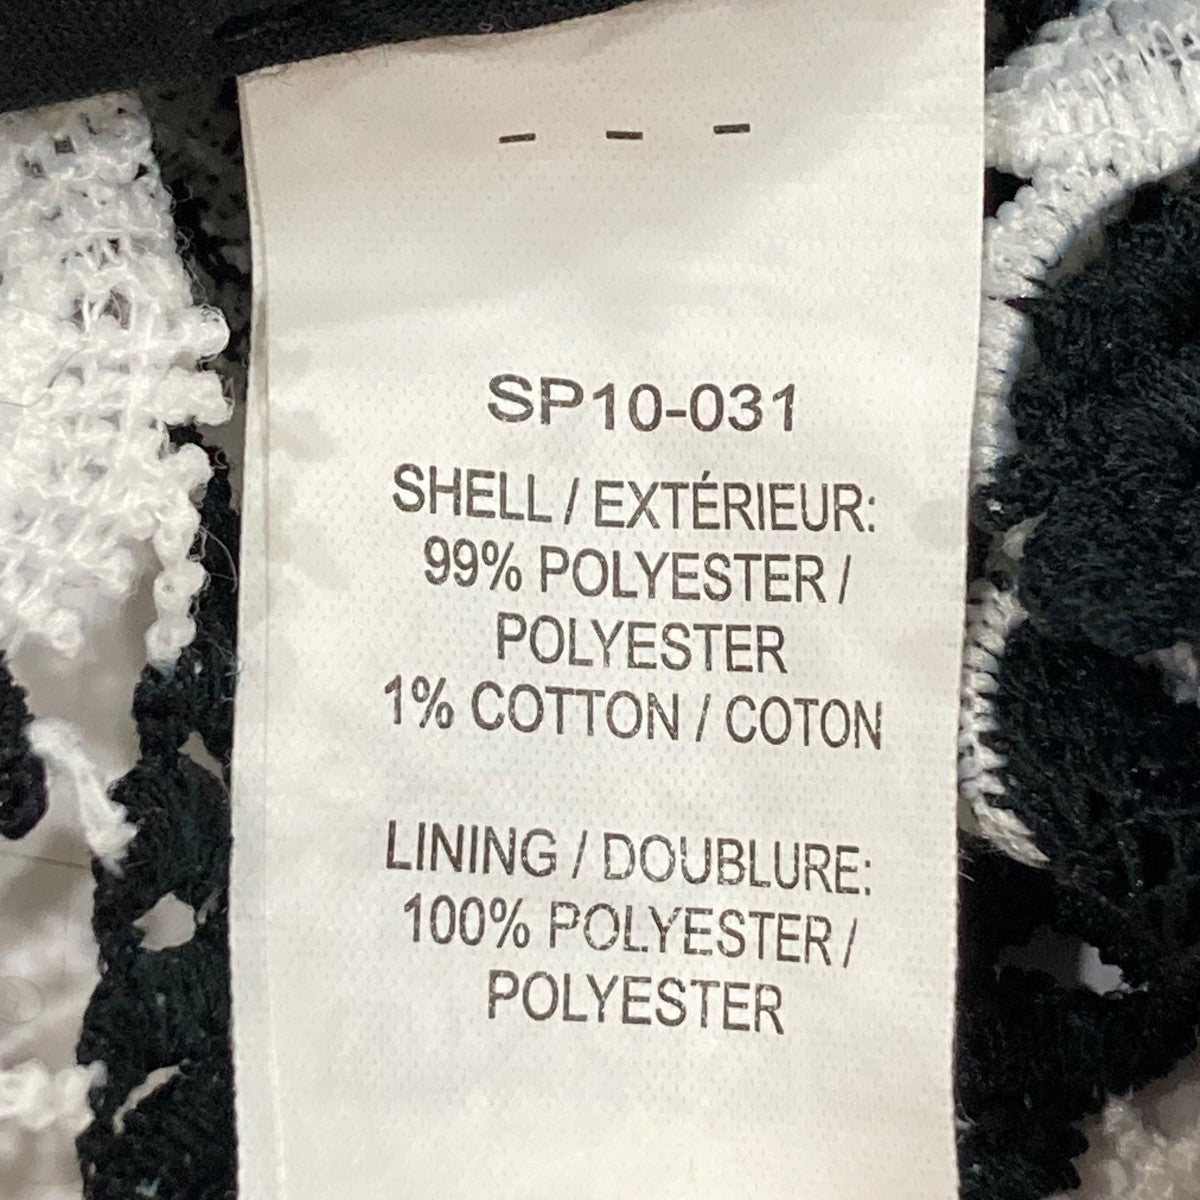 SP10-031
SHELL / EXTÉRIEUR:
99% POLYESTER /
POLYESTER
1% COTTON / COTON
LINING / DOUBLURE:
100% POLYESTER /
POLYESTER